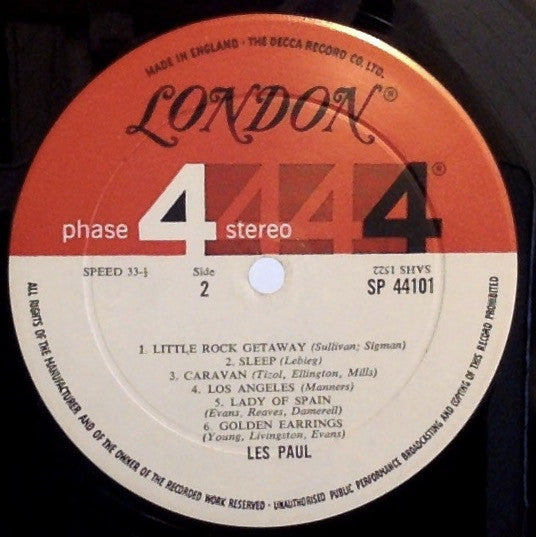 MADE IN ENGLAND · THE DECCA RECORD CO. LTD.
LONDON®
phase 4 stereo 4 4 4®
SPEED 33-⅓
Side
2
SAHS 1522
SP 44101
1. LITTLE ROCK GETAWAY (Sullivan; Sigman)
2. SLEEP (Lebieg)
3. CARAVAN (Tizol, Ellington, Mills)
4. LOS ANGELES (Manners)
5. LADY OF SPAIN
(Evans, Reaves, Damerell)
6. GOLDEN EARRINGS
(Young, Livingston, Evans)
LES PAUL
ALL RIGHTS OF THE MANUFACTURER AND OF THE OWNER OF THE RECORDED WORK RESERVED · UNAUTHORISED PUBLIC PERFORMANCE BROADCASTING AND COPYING OF THIS RECORD PROHIBITED